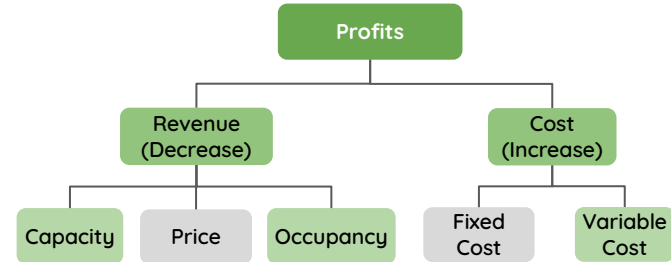 Profits
Revenue
(Decrease)
Cost
(Increase)
Capacity
Price
Occupancy
Fixed
Cost
Variable
Cost